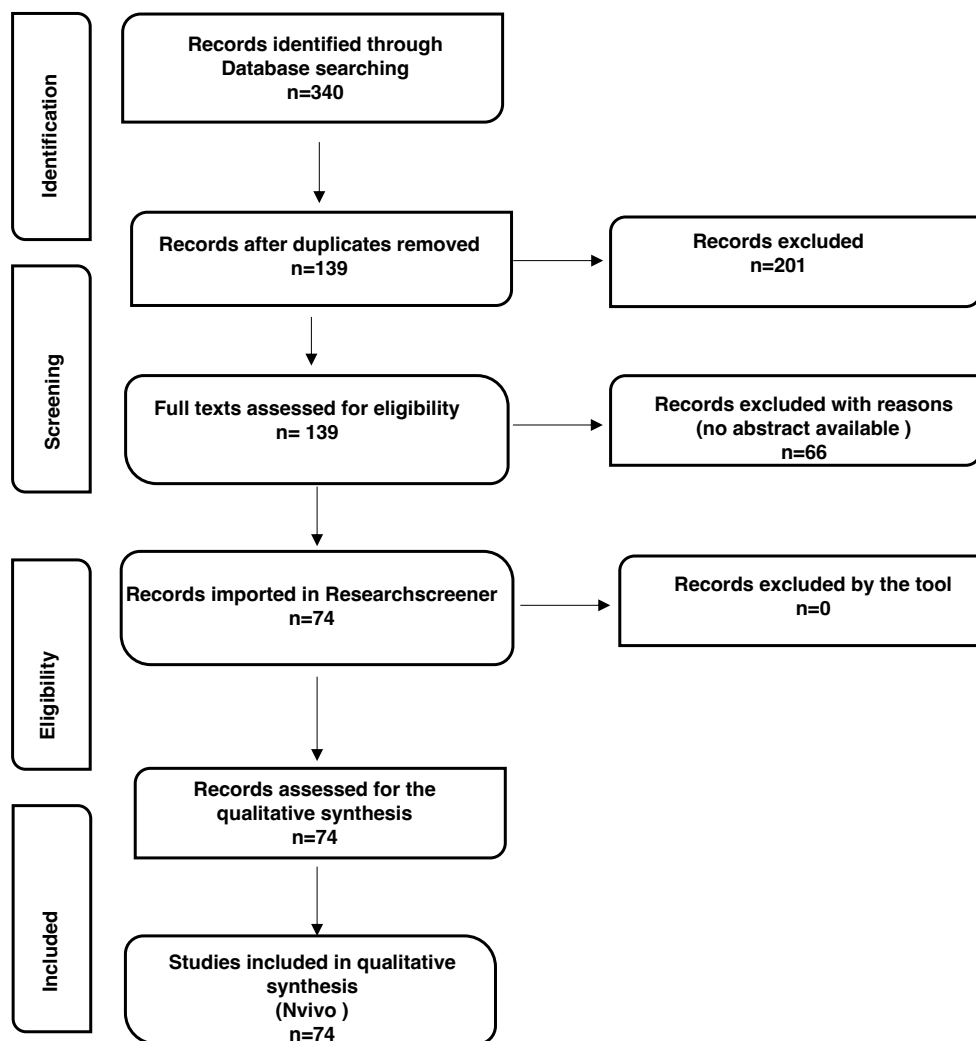 Identification
Records identified through
Database searching
n=340
Records after duplicates removed
n=139
Records excluded
n=201
Screening
Full texts assessed for eligibility
n= 139
Records excluded with reasons
(no abstract available )
n=66
Eligibility
Records imported in Researchscreener
n=74
Records excluded by the tool
n=0
Records assessed for the
qualitative synthesis
n=74
Included
Studies included in qualitative
synthesis
(Nvivo )
n=74